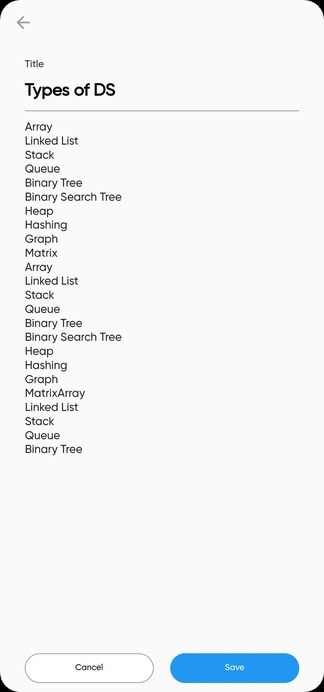 Title
Types of DS
Array
Linked List
Stack
Queue
Binary Tree
Binary Search Tree
Heap
Hashing
Graph
Matrix
Array
Linked List
Stack
Queue
Binary Tree
Binary Search Tree
Heap
Hashing
Graph
MatrixArray
Linked List
Stack
Queue
Binary Tree
Cancel Save